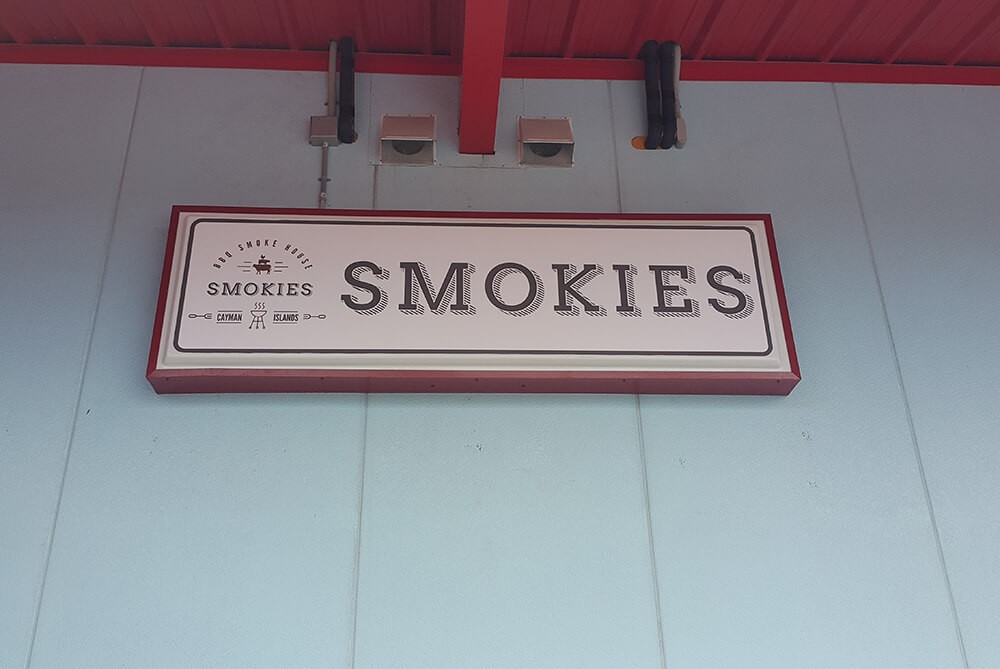 BBQ SMOKE HOUSE
SMOKIES
CAYMAN ISLANDS
SMOKIES